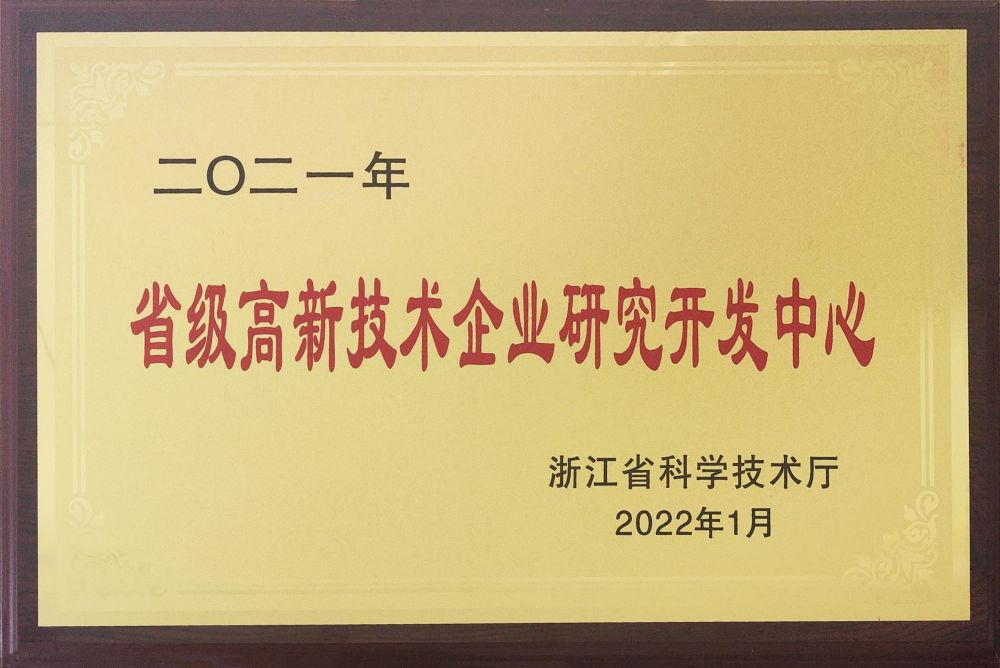 二〇二一年
省级高新技术企业研究开发中心
浙江省科学技术厅
2022年1月